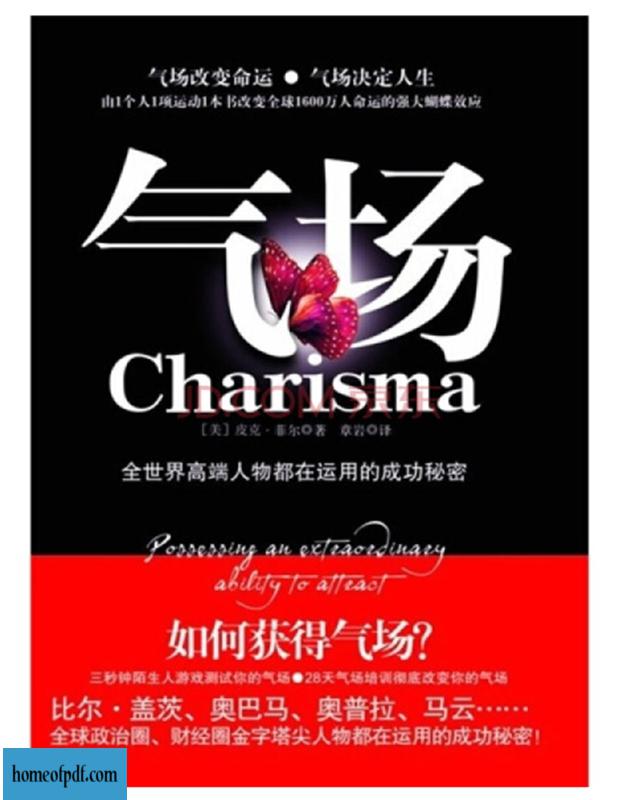 气场改变命运●气场决定人生
由1个人1项运动1本书改变全球1600万人命运的强大蝴蝶效应
气场
Charisma
JD.COM 京东
[美]皮克·菲尔◎著 章岩◎译
全世界高端人物都在运用的成功秘密
Possessing an extraordinary
ability to attract
如何获得气场?
三秒钟陌生人游戏测试你的气场●28天气场培训彻底改变你的气场
比尔·盖茨、奥巴马、奥普拉、马云……
全球政治圈、财经圈金字塔尖人物都在运用的成功秘密!
homeofpdf.com